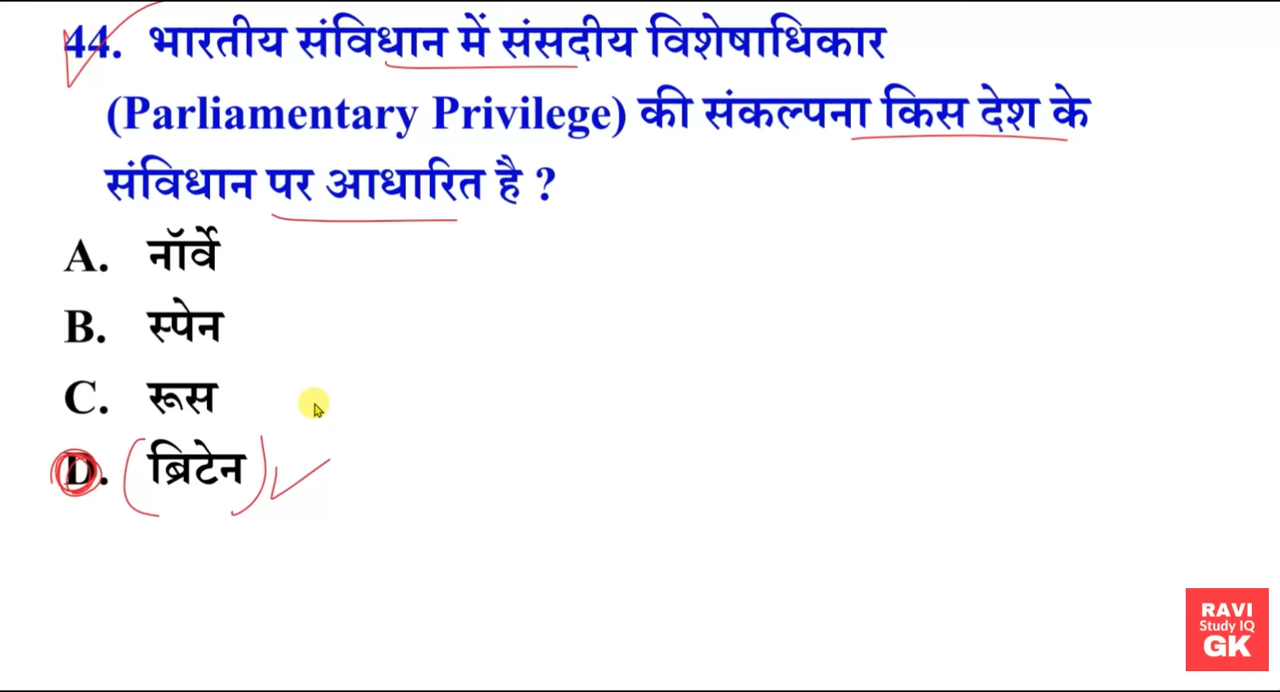 44. भारतीय संविधान में संसदीय विशेषाधिकार
(Parliamentary Privilege) की संकल्पना किस देश के
संविधान पर आधारित है ?
A. नॉर्वे
B. स्पेन
C. रूस
D. ब्रिटेन
RAVI
Study IQ
GK